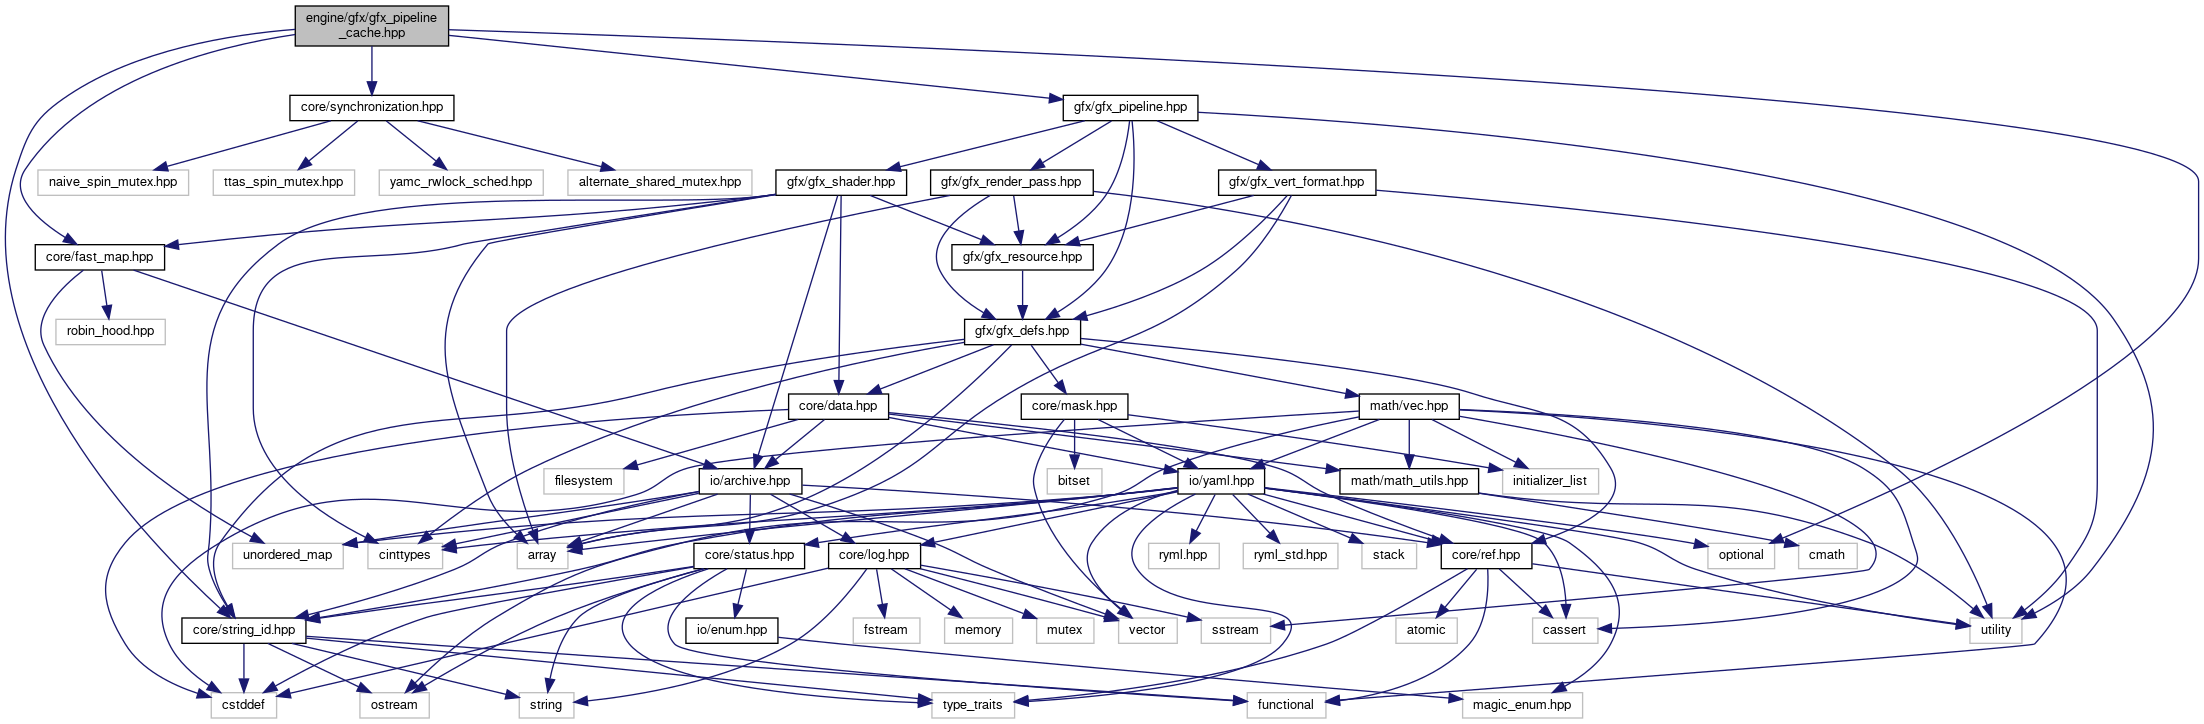 engine/gfx/gfx_pipeline
_cache.hpp
core/synchronization.hpp
gfx/gfx_pipeline.hpp
naive_spin_mutex.hpp
ttas_spin_mutex.hpp
yamc_rwlock_sched.hpp
alternate_shared_mutex.hpp
gfx/gfx_shader.hpp
gfx/gfx_render_pass.hpp
gfx/gfx_vert_format.hpp
core/fast_map.hpp
gfx/gfx_resource.hpp
robin_hood.hpp
gfx/gfx_defs.hpp
core/data.hpp
core/mask.hpp
math/vec.hpp
filesystem
io/archive.hpp
bitset
io/yaml.hpp
math/math_utils.hpp
initializer_list
unordered_map
cinttypes
array
core/status.hpp
core/log.hpp
ryml.hpp
ryml_std.hpp
stack
core/ref.hpp
optional
cmath
core/string_id.hpp
io/enum.hpp
fstream
memory
mutex
vector
sstream
atomic
cassert
utility
cstddef
ostream
string
type_traits
functional
magic_enum.hpp